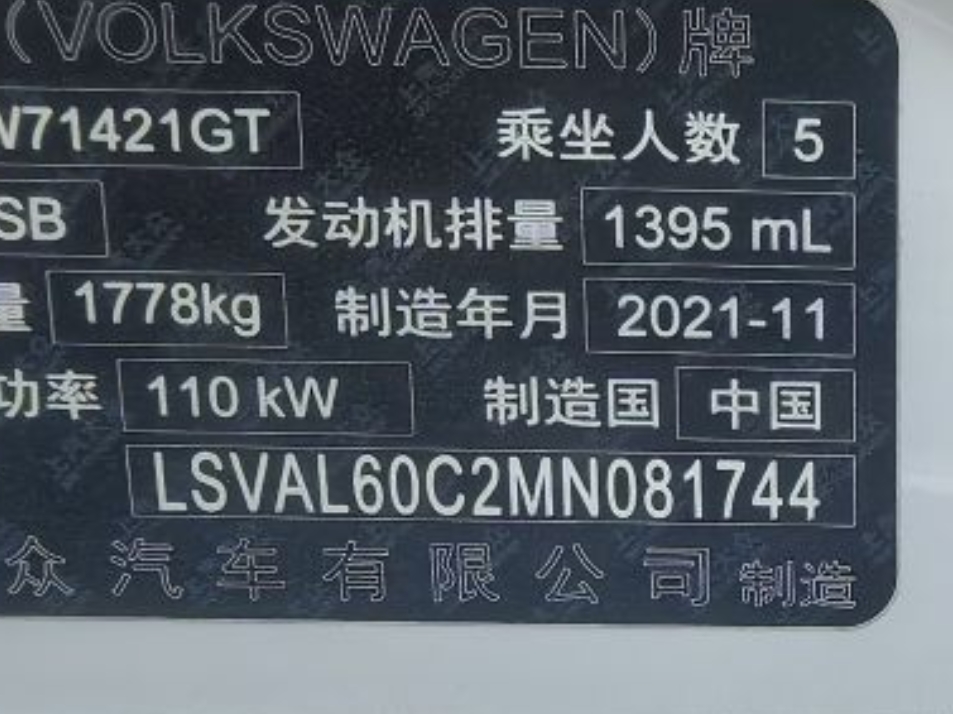 （VOLKSWAGEN）牌
W71421GT 乘坐人数 5
SB 发动机排量 1395 mL
量 1778kg 制造年月 2021-11
功率 110 kW 制造国 中国
LSVAL60C2MN081744
众汽车有限公司 制造